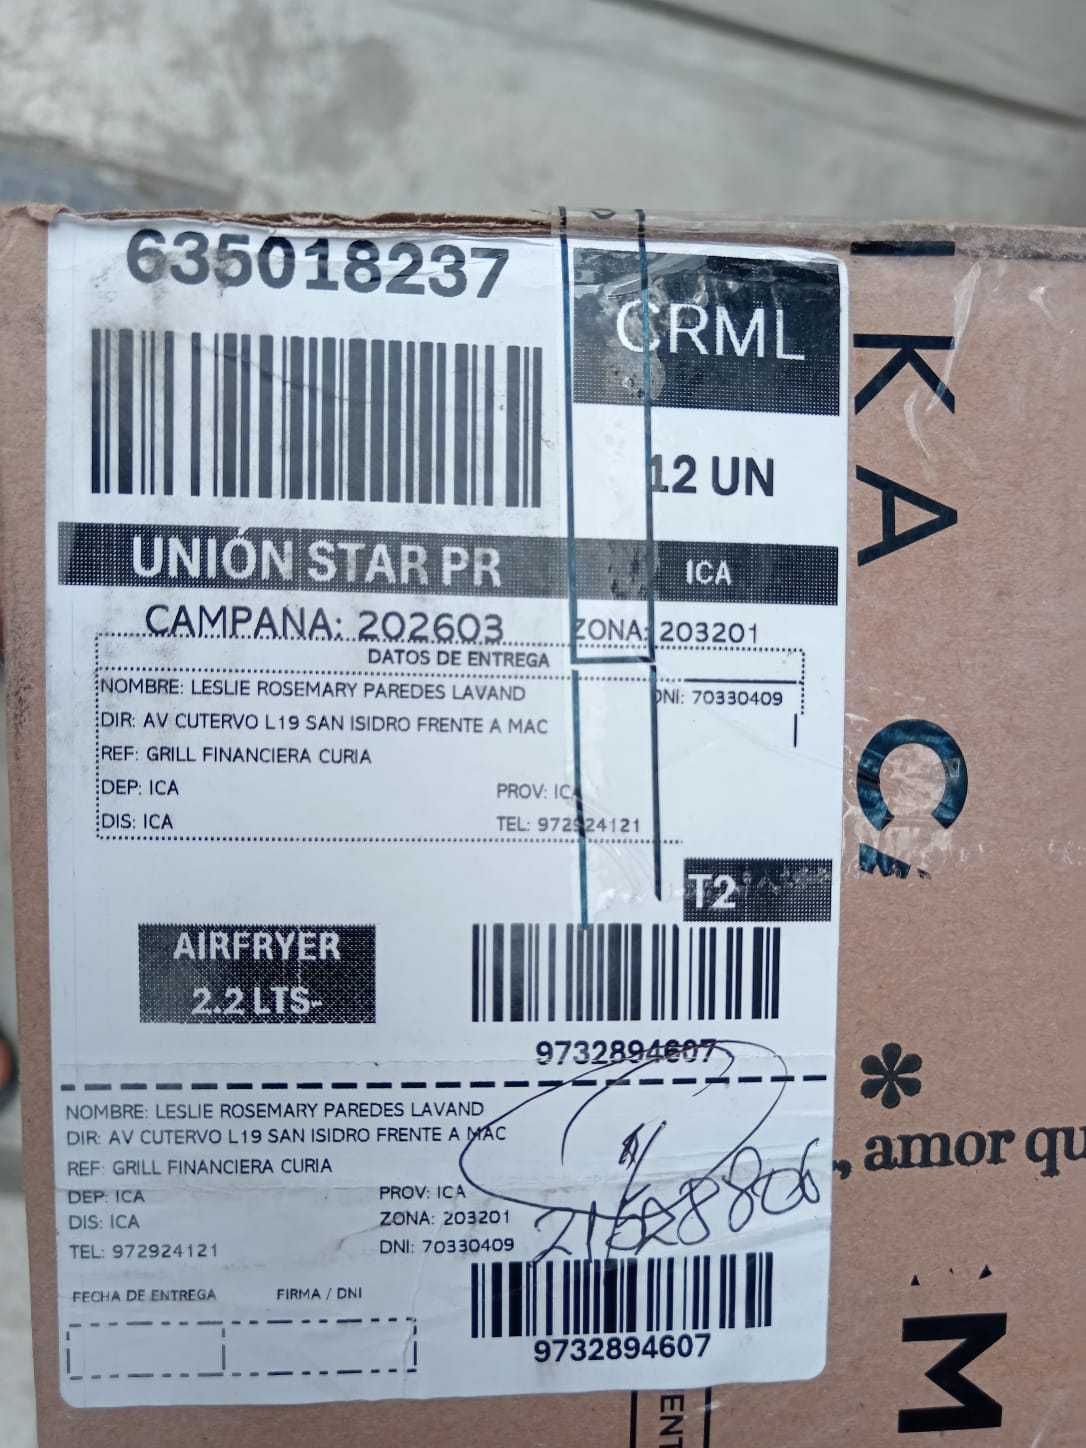 635018237
CRML
12 UN
UNIÓN STAR PR
ICA
CAMPAÑA: 202603
ZONA: 203201
DATOS DE ENTREGA
NOMBRE: LESLIE ROSEMARY PAREDES LAVAND
DNI: 70330409
DIR: AV CUTERVO L19 SAN ISIDRO FRENTE A MAC
REF: GRILL FINANCIERA CURIA
DEP: ICA
PROV: ICA
DIS: ICA
TEL: 972924121
T2
AIRFRYER
2.2 LTS-
9732894607
NOMBRE: LESLIE ROSEMARY PAREDES LAVAND
DIR: AV CUTERVO L19 SAN ISIDRO FRENTE A MAC
REF: GRILL FINANCIERA CURIA
DEP: ICA
PROV: ICA
DIS: ICA
ZONA: 203201
TEL: 972924121
DNI: 70330409
FECHA DE ENTREGA
FIRMA / DNI
9732894607
KA C
*
, amor qu
M
ENT